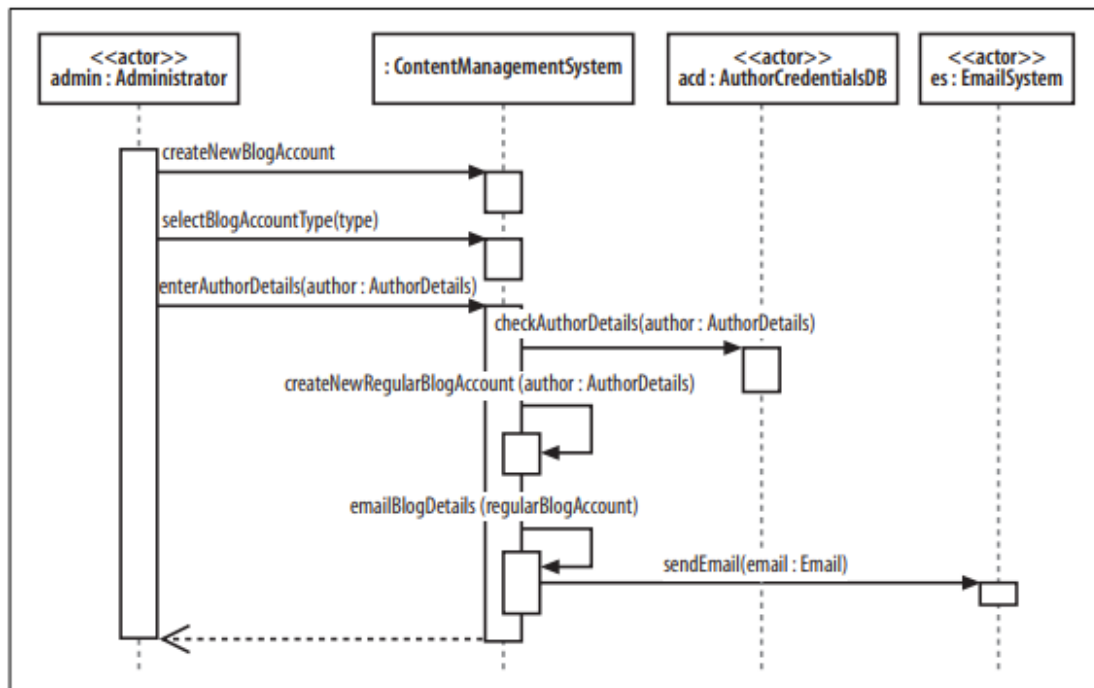 <<actor>>
admin : Administrator
: ContentManagementSystem
<<actor>>
acd : AuthorCredentialsDB
<<actor>>
es : EmailSystem
createNewBlogAccount
selectBlogAccountType(type)
enterAuthorDetails(author : AuthorDetails)
checkAuthorDetails(author : AuthorDetails)
createNewRegularBlogAccount (author : AuthorDetails)
emailBlogDetails (regularBlogAccount)
sendEmail(email : Email)